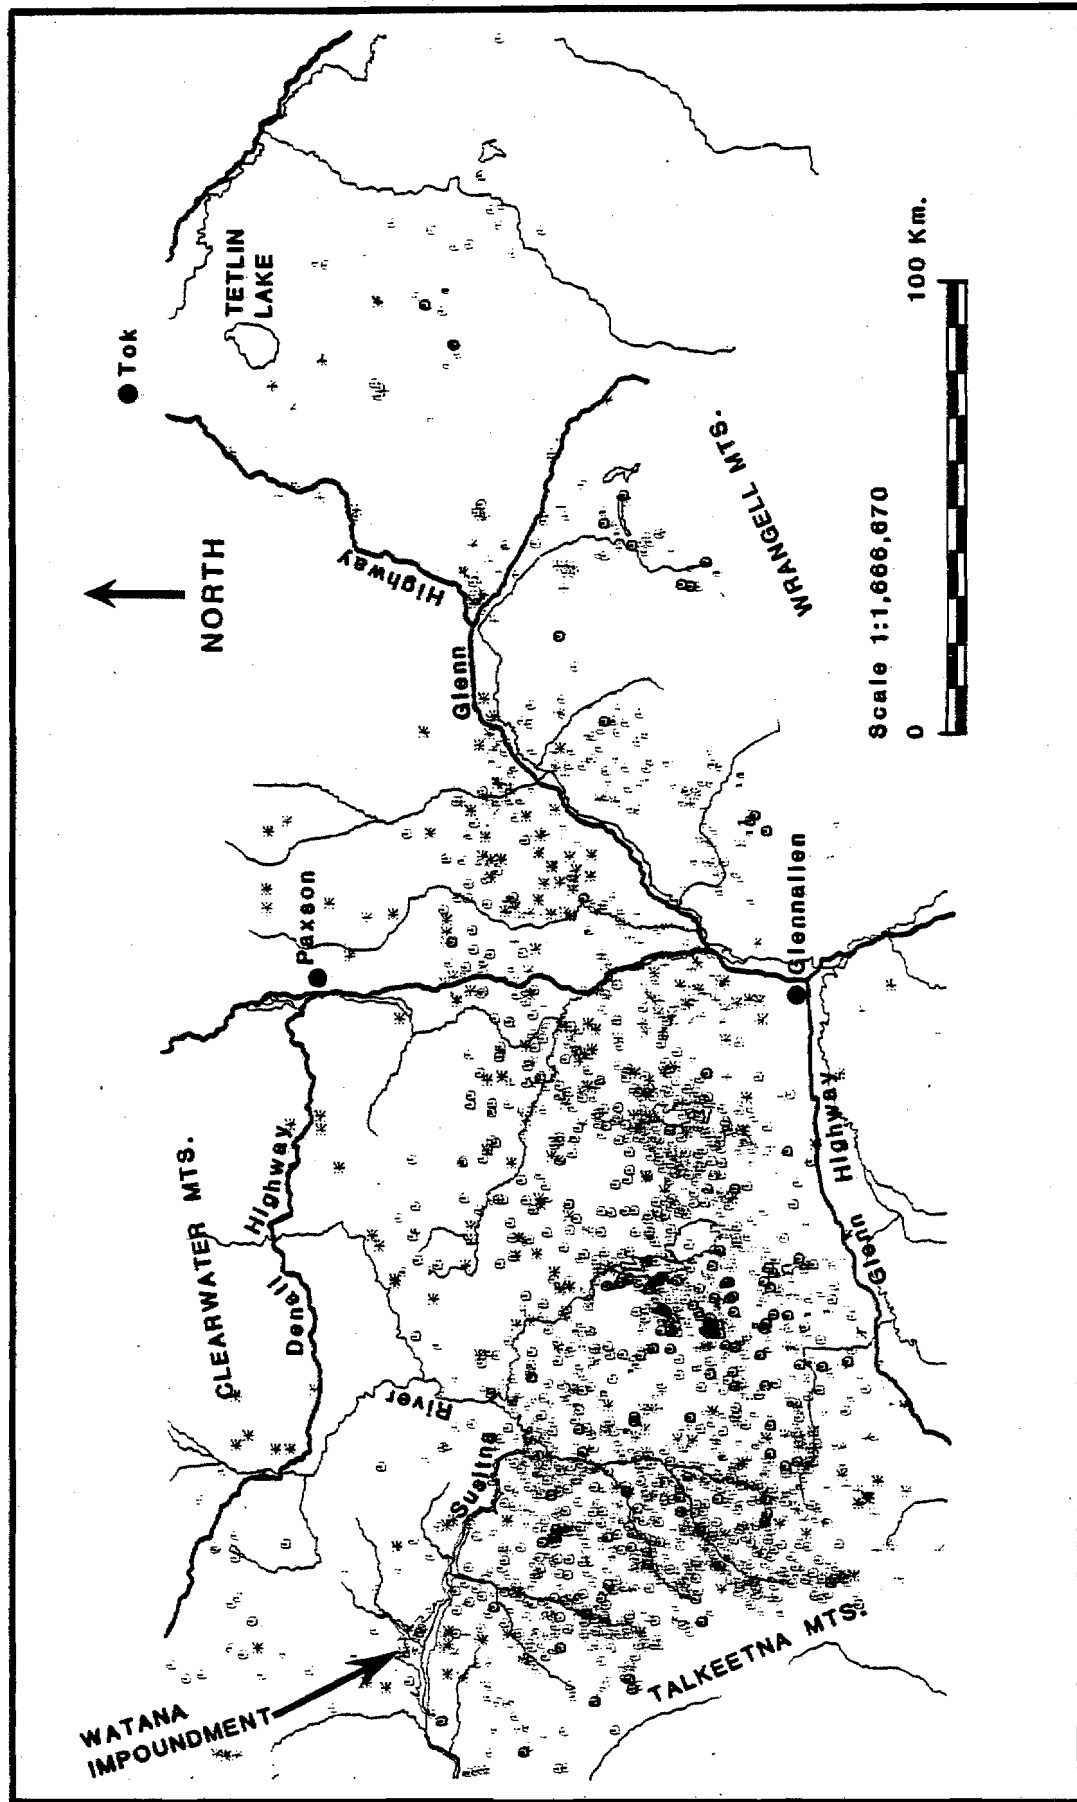 WATANA
IMPOUNDMENT
CLEARWATER MTS.
Denali
Highway
Paxson
NORTH
Tok
TETLIN
LAKE
Susitna
River
Glenn
Highway
TALKEETNA MTS.
Glenn
Highway
Glennallen
WRANGELL MTS.
Scale 1:1,666,670
0
100 Km.